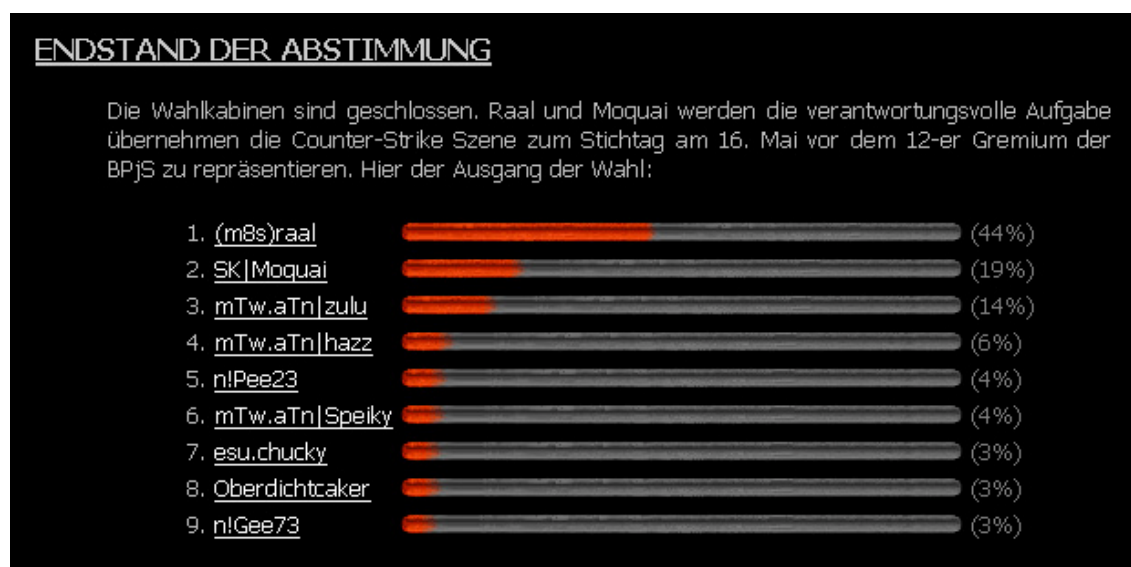 ENDSTAND DER ABSTIMMUNG
Die Wahlkabinen sind geschlossen. Raal und Moquai werden die verantwortungsvolle Aufgabe
übernehmen die Counter-Strike Szene zum Stichtag am 16. Mai vor dem 12-er Gremium der
BPjS zu repräsentieren. Hier der Ausgang der Wahl:
1. (m8s)raal (44%)
2. SK|Moquai (19%)
3. mTw.aTn|zulu (14%)
4. mTw.aTn|hazz (6%)
5. n!Pee23 (4%)
6. mTw.aTn|Speiky (4%)
7. esu.chucky (3%)
8. Oberdichtcaker (3%)
9. n!Gee73 (3%)